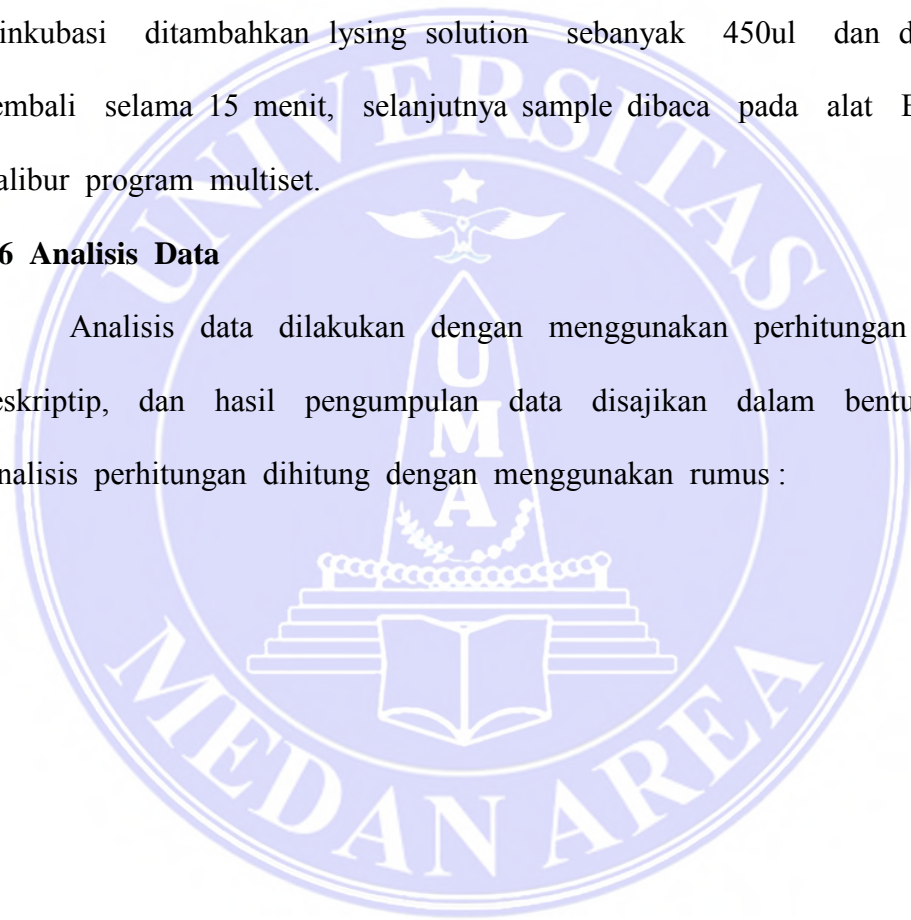 inkubasi ditambahkan lysing solution sebanyak 450ul dan
selama 15 menit, selanjutnya sample dibaca pada alat
alibur program multiset.
6 Analisis Data
Analisis data dilakukan dengan menggunakan perhitungan
eskriptip, dan hasil pengumpulan data disajikan dalam
nalisis perhitungan dihitung dengan menggunakan rumus :
UNIVERSITAS
UMA
MEDAN AREA